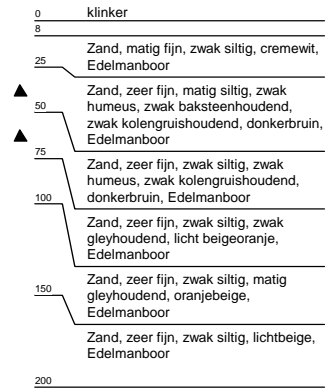 0 klinker
8
Zand, matig fijn, zwak siltig, cremewit,
Edelmanboor
25
Zand, zeer fijn, matig siltig, zwak
humeus, zwak baksteenhoudend,
zwak kolengruishoudend, donkerbruin,
Edelmanboor
50
Zand, zeer fijn, zwak siltig, zwak
humeus, zwak kolengruishoudend,
donkerbruin, Edelmanboor
75
Zand, zeer fijn, zwak siltig, zwak
gleyhoudend, licht beigeoranje,
Edelmanboor
100
Zand, zeer fijn, zwak siltig, matig
gleyhoudend, oranjebeige,
Edelmanboor
150
Zand, zeer fijn, zwak siltig, lichtbeige,
Edelmanboor
200